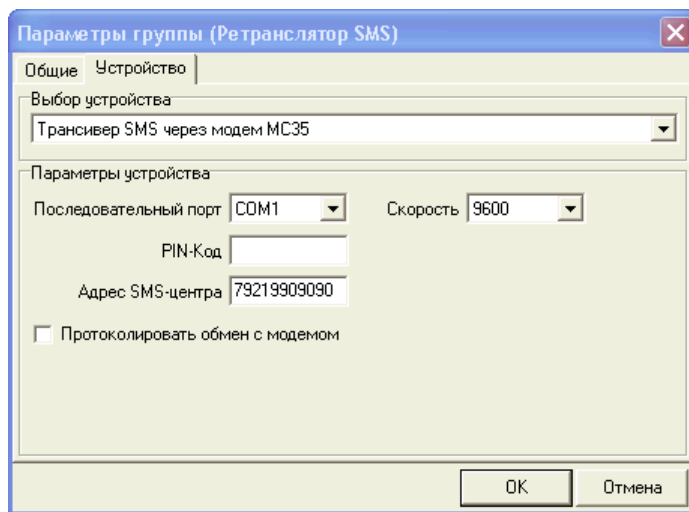 Параметры группы (Ретранслятор SMS)
Общие Устройство
Выбор устройства
Трансивер SMS через модем MC35
Параметры устройства
Последовательный порт COM1 Скорость 9600
PIN-Код
Адрес SMS-центра 79219909090
Протоколировать обмен с модемом
OK Отмена